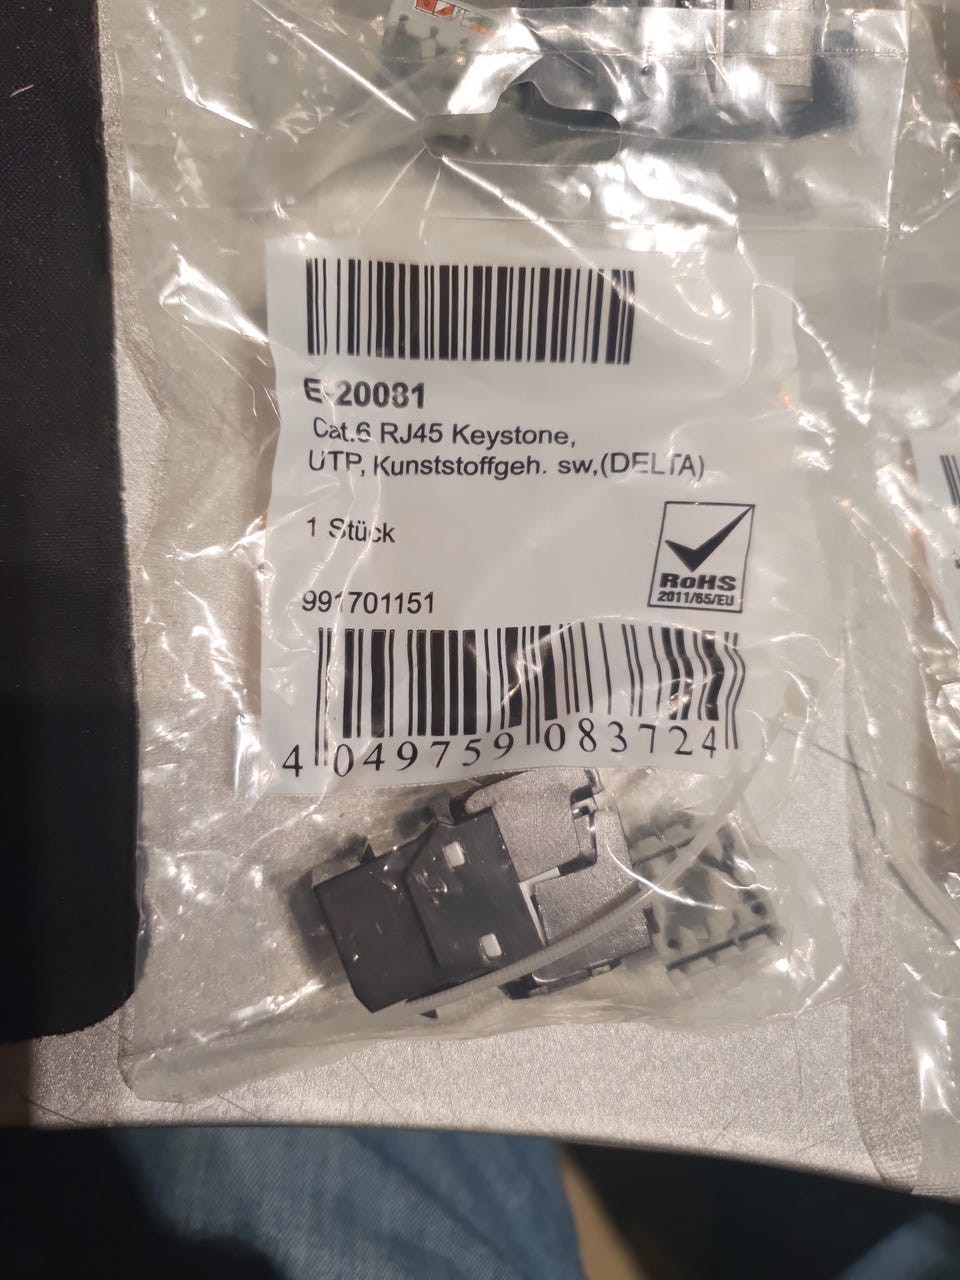 E-20081
Cat.6 RJ45 Keystone,
UTP, Kunststoffgeh. sw,(DELTA)
1 Stück
RoHS
2011/65/EU
991701151
4 049759 083724